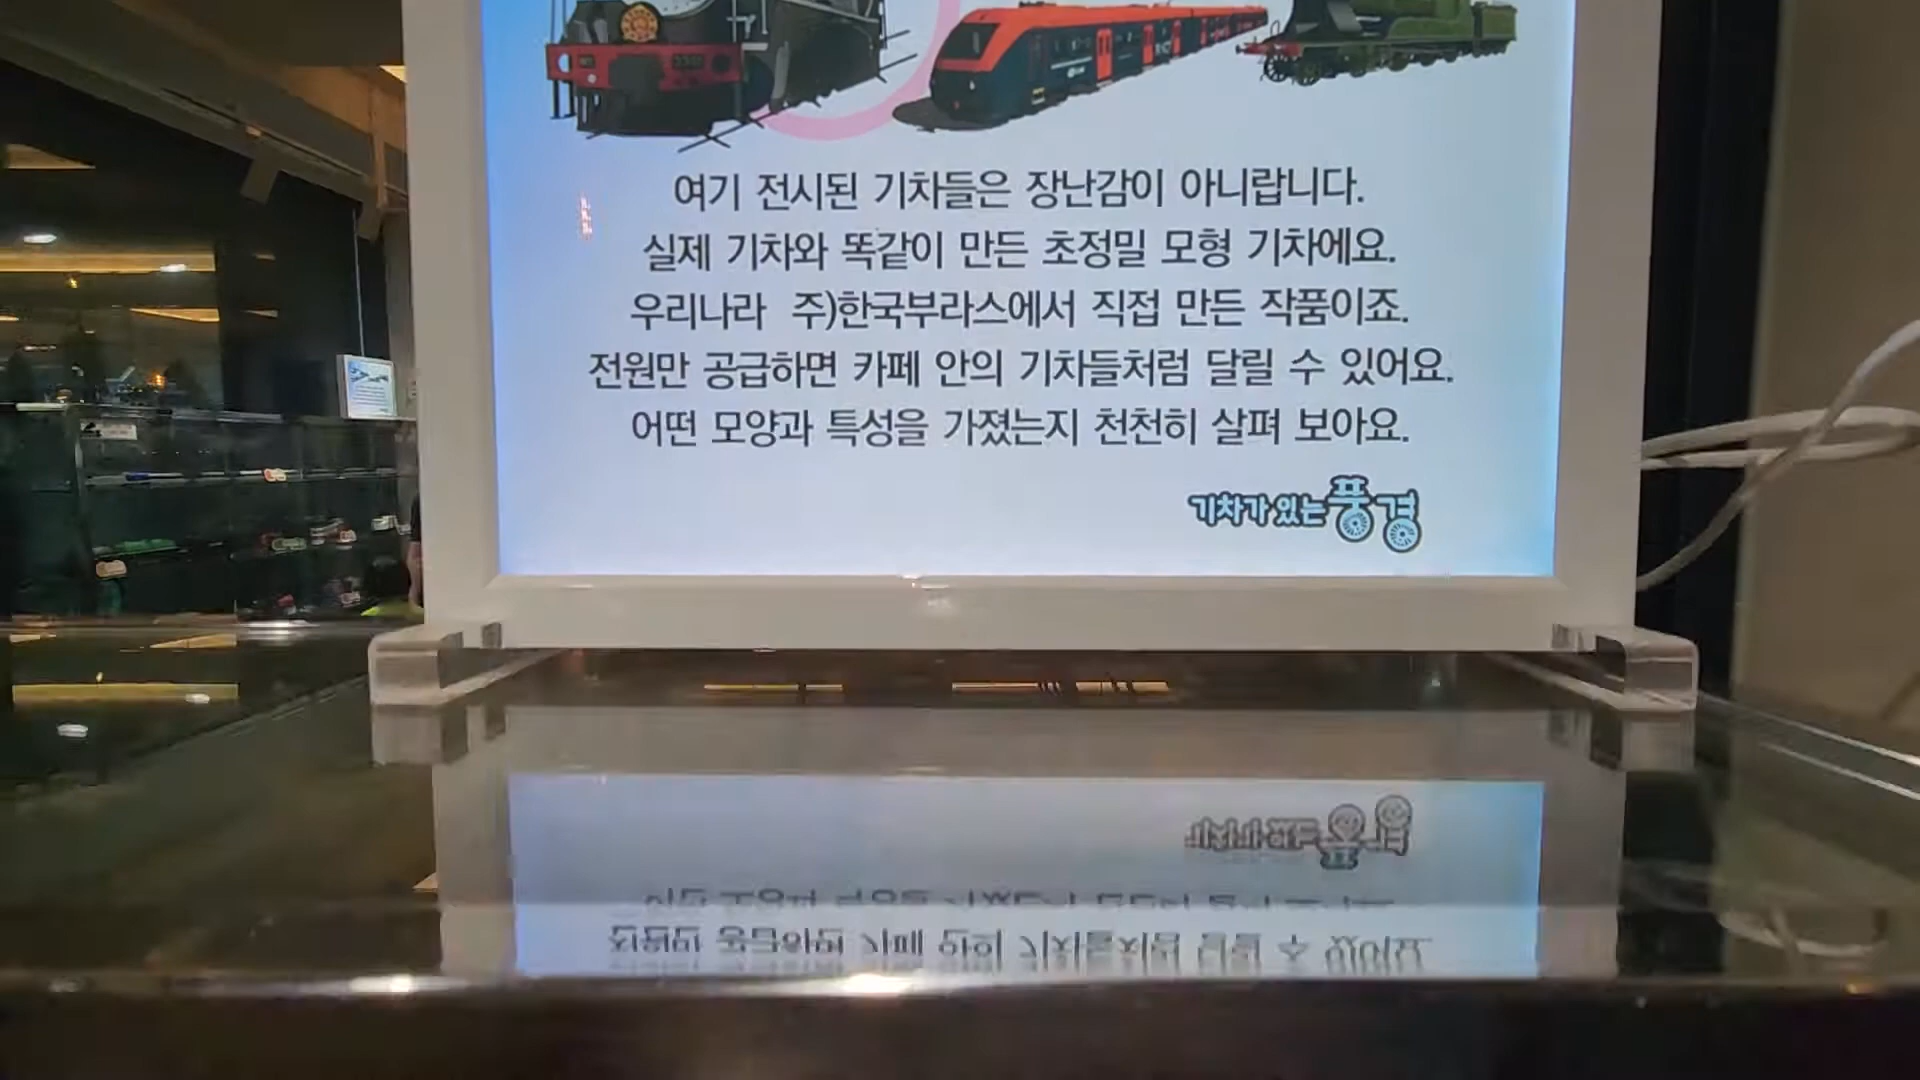 여기 전시된 기차들은 장난감이 아니랍니다.
실제 기차와 똑같이 만든 초정밀 모형 기차에요.
우리나라 주)한국부라스에서 직접 만든 작품이죠.
전원만 공급하면 카페 안의 기차들처럼 달릴 수 있어요.
어떤 모양과 특성을 가졌는지 천천히 살펴 보아요.
기차가 있는 풍경